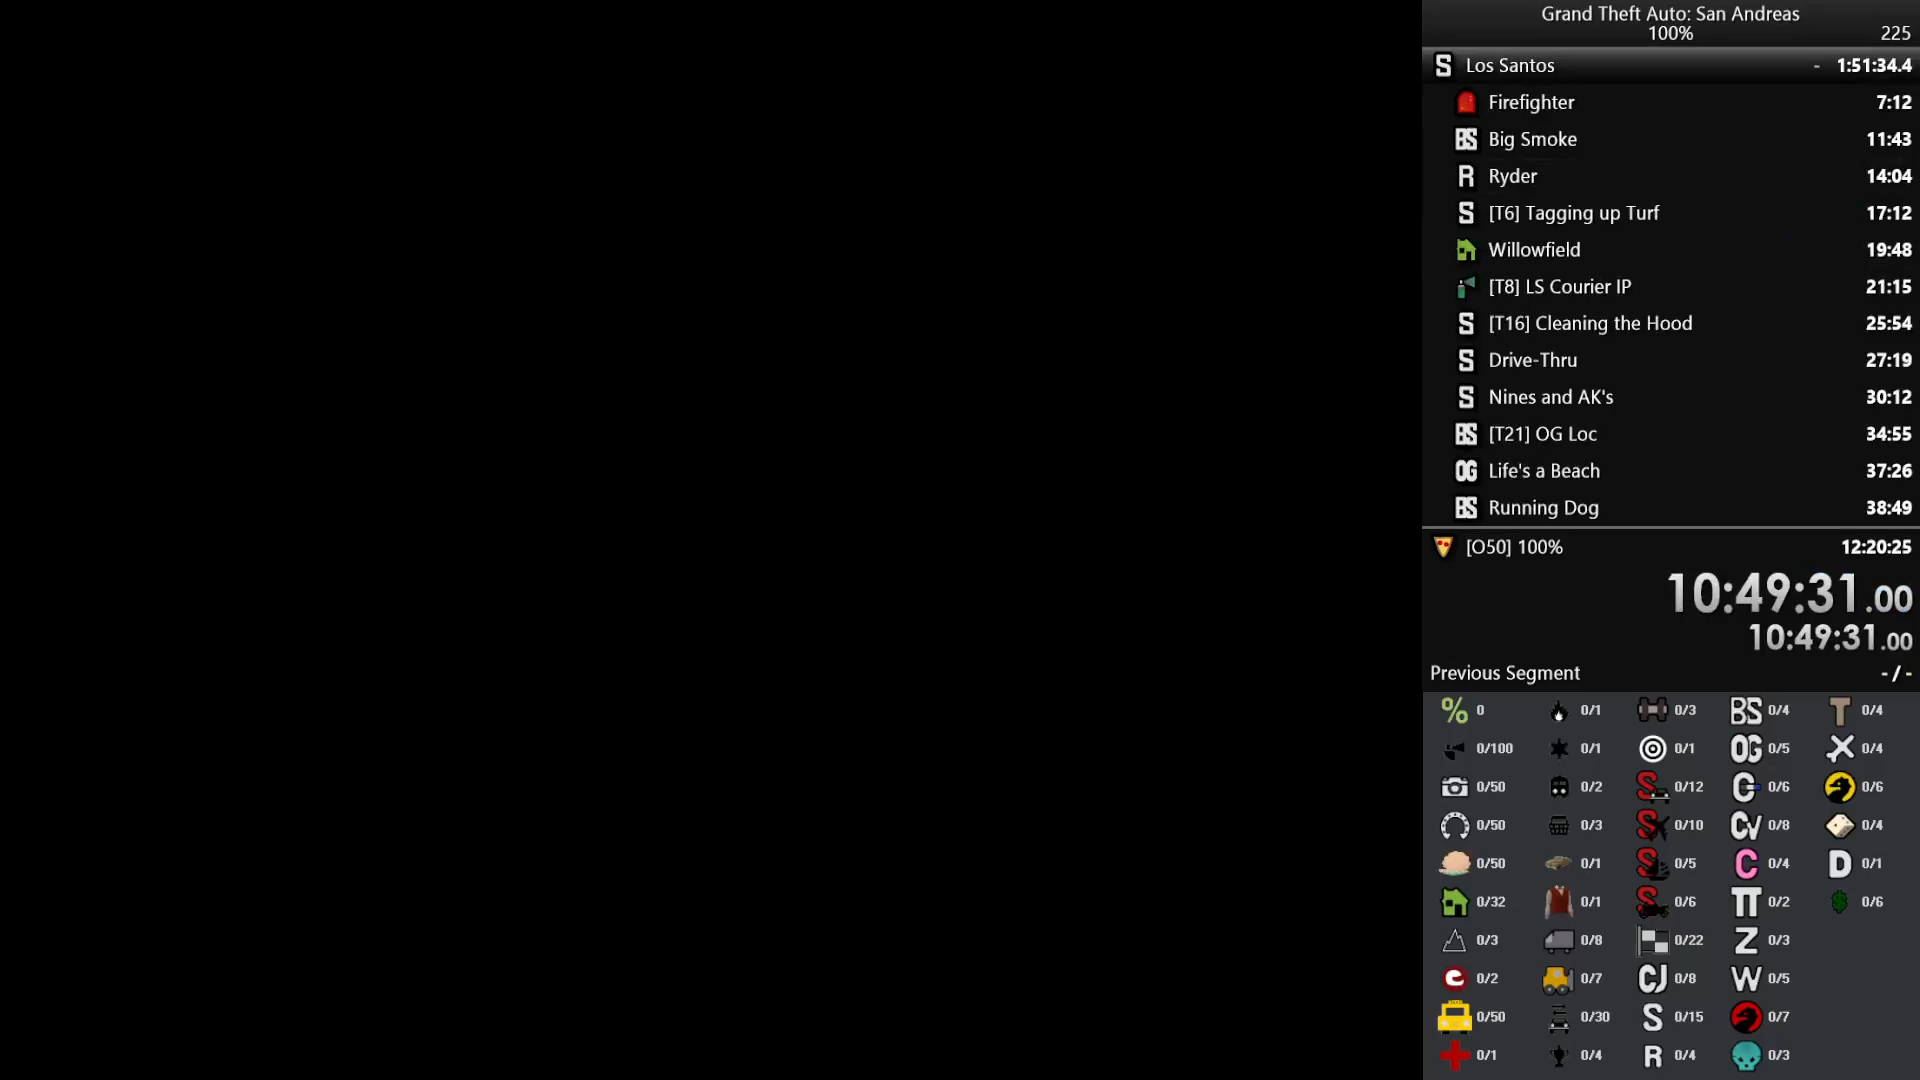 Grand Theft Auto: San Andreas
100% 225
S Los Santos - 1:51:34.4
Firefighter 7:12
BS Big Smoke 11:43
R Ryder 14:04
S [T6] Tagging up Turf 17:12
Willowfield 19:48
[T8] LS Courier IP 21:15
S [T16] Cleaning the Hood 25:54
S Drive-Thru 27:19
S Nines and AK's 30:12
BS [T21] OG Loc 34:55
OG Life's a Beach 37:26
BS Running Dog 38:49
[O50] 100% 12:20:25
10:49:31.00
10:49:31.00
Previous Segment - / -
% 0 0/1 0/3 BS 0/4 T 0/4
0/100 0/1 0/1 OG 0/5 0/4
0/50 0/2 S 0/12 C 0/6 0/6
0/50 0/3 S 0/10 CV 0/8 0/4
0/50 0/1 S 0/5 C 0/4 D 0/1
0/32 0/1 S 0/6 0/2 $ 0/6
0/3 0/8 0/22 Z 0/3
e 0/2 0/7 CJ 0/8 W 0/5
0/50 0/30 S 0/15 0/7
0/1 0/4 R 0/4 0/3